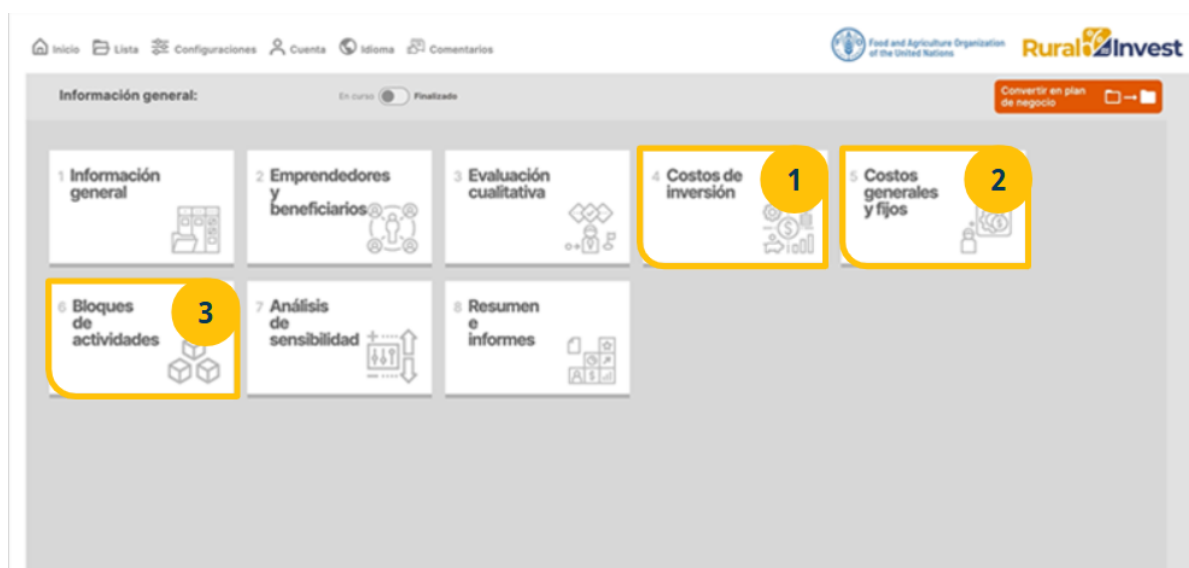 Inicio Lista Configuraciones Cuenta Idioma Comentarios
Food and Agriculture Organization
of the United Nations
Rural Invest
Información general:
En curso Finalizado
Convertir en plan
de negocio
1 Información
general
2 Emprendedores
y
beneficiarios
3 Evaluación
cualitativa
4 Costos de
inversión
1
5 Costos
generales
y fijos
2
6 Bloques
de
actividades
3
7 Análisis
de
sensibilidad
8 Resumen
e
informes